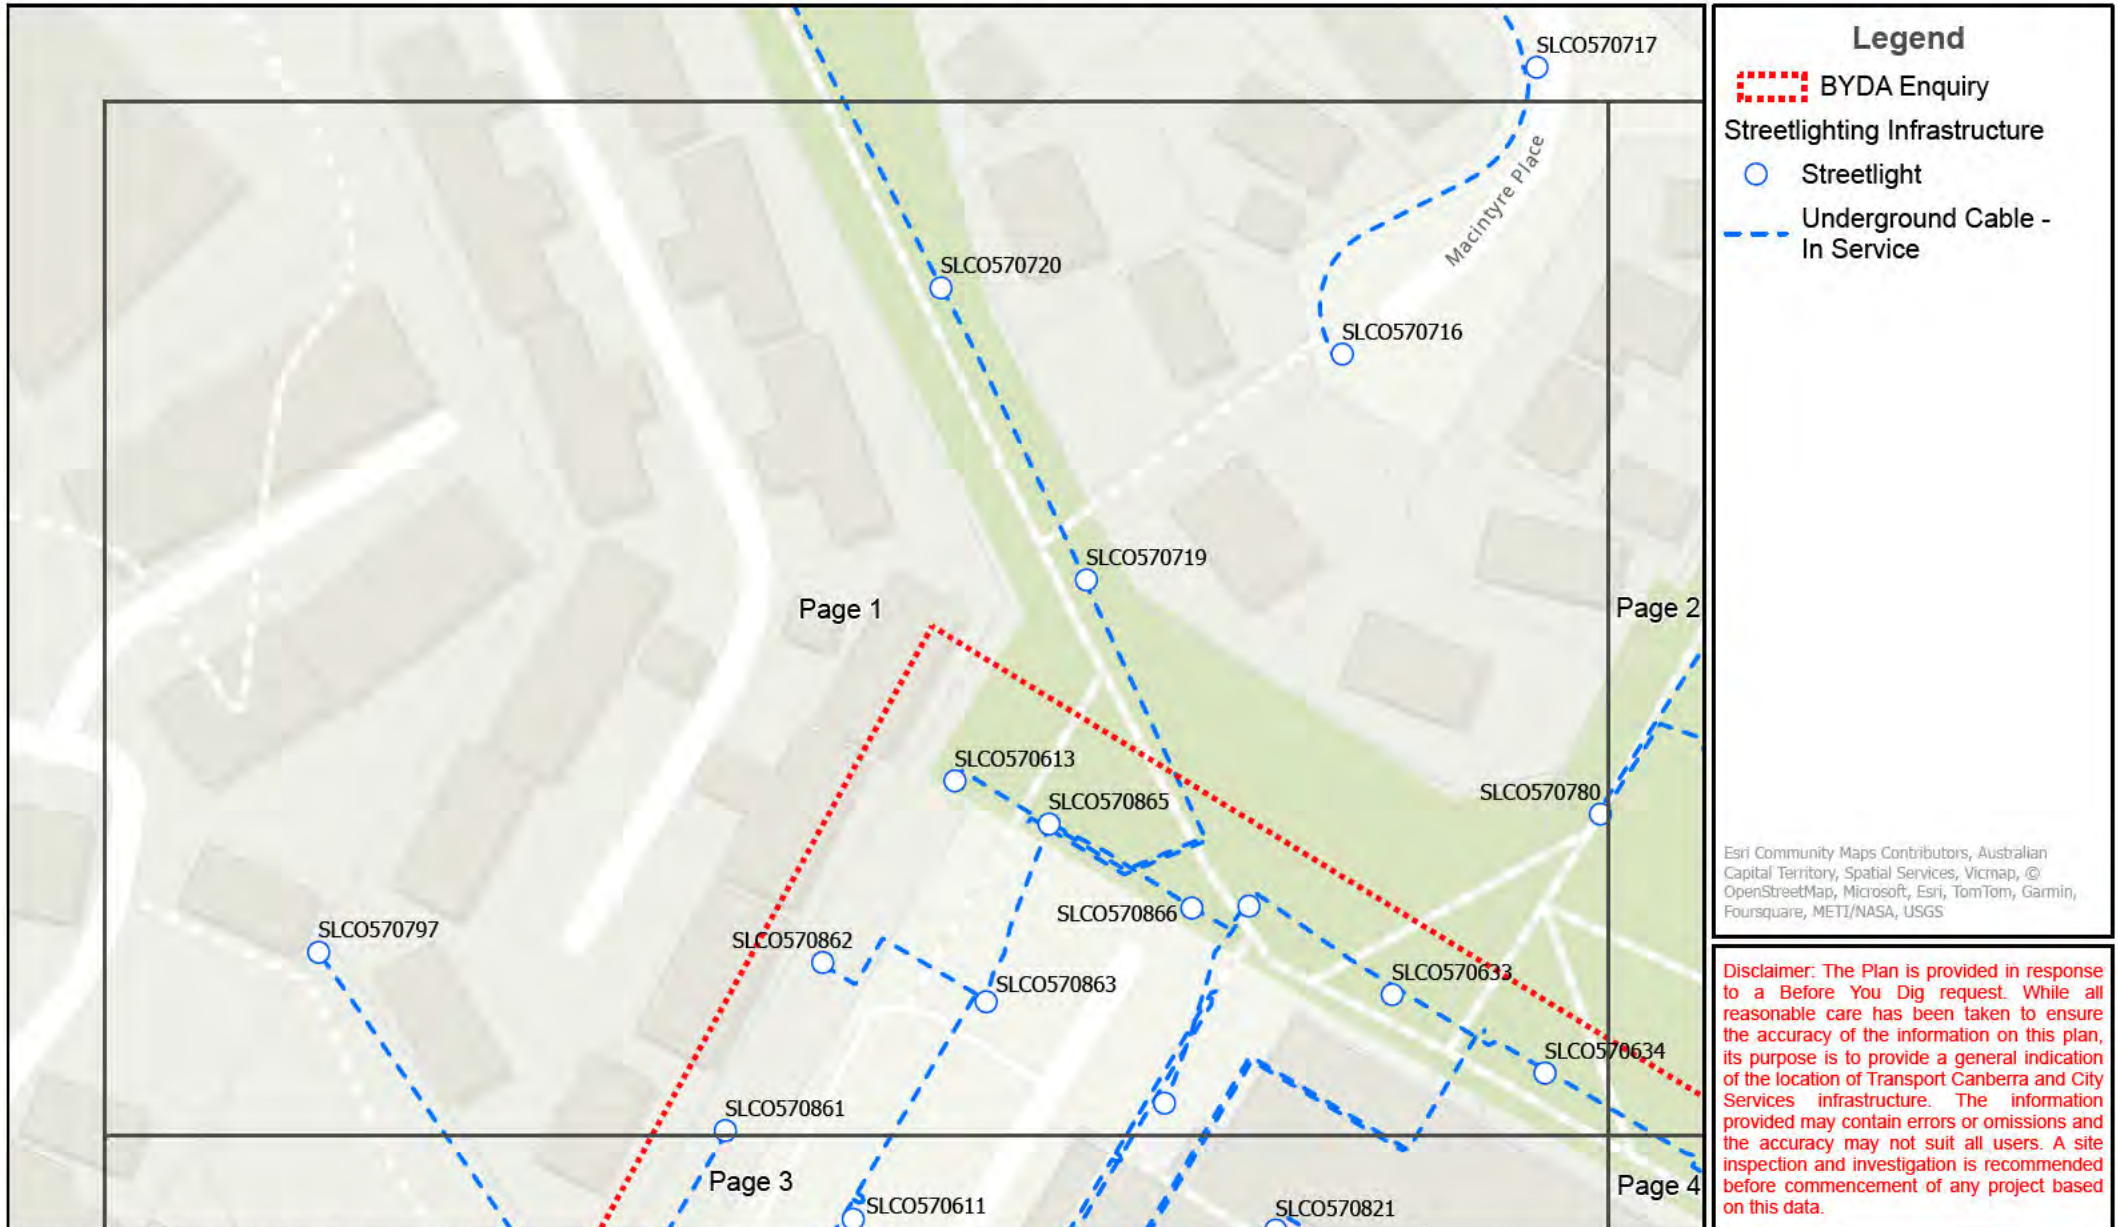 SLCO570717
SLCO570720
Macintyre Place
SLCO570716
SLCO570719
Page 1
Page 2
SLCO570613
SLCO570865
SLCO570780
SLCO570866
SLCO570797
SLCO570862
SLCO570863
SLCO570633
SLCO570634
SLCO570861
Page 3
Page 4
SLCO570611
SLCO570821
Legend
BYDA Enquiry
Streetlighting Infrastructure
Streetlight
Underground Cable -
In Service
Esri Community Maps Contributors, Australian
Capital Territory, Spatial Services, Vicmap, ©
OpenStreetMap, Microsoft, Esri, TomTom, Garmin,
Foursquare, METI/NASA, USGS
Disclaimer: The Plan is provided in response
to a Before You Dig request. While all
reasonable care has been taken to ensure
the accuracy of the information on this plan,
its purpose is to provide a general indication
of the location of Transport Canberra and City
Services infrastructure. The information
provided may contain errors or omissions and
the accuracy may not suit all users. A site
inspection and investigation is recommended
before commencement of any project based
on this data.